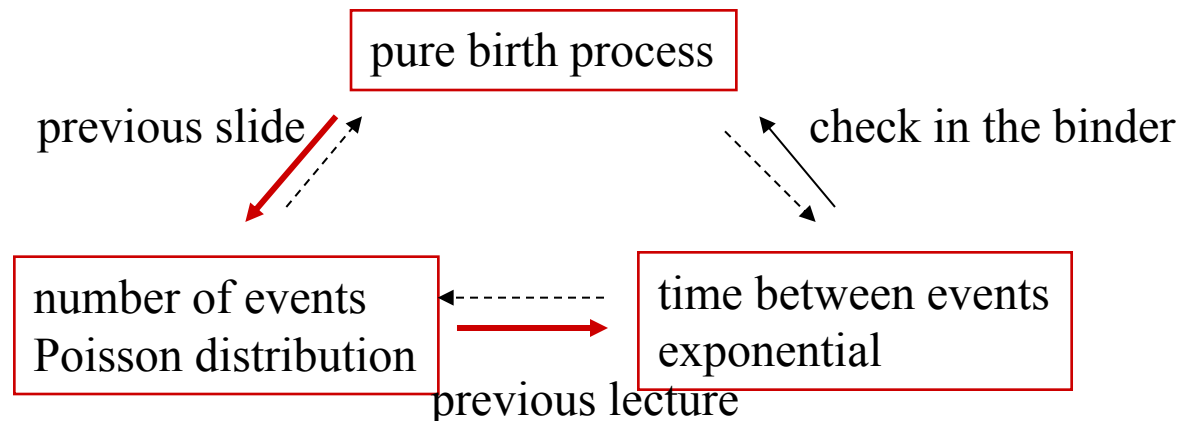 pure birth process
previous slide
check in the binder
number of events
Poisson distribution
time between events
exponential
previous lecture